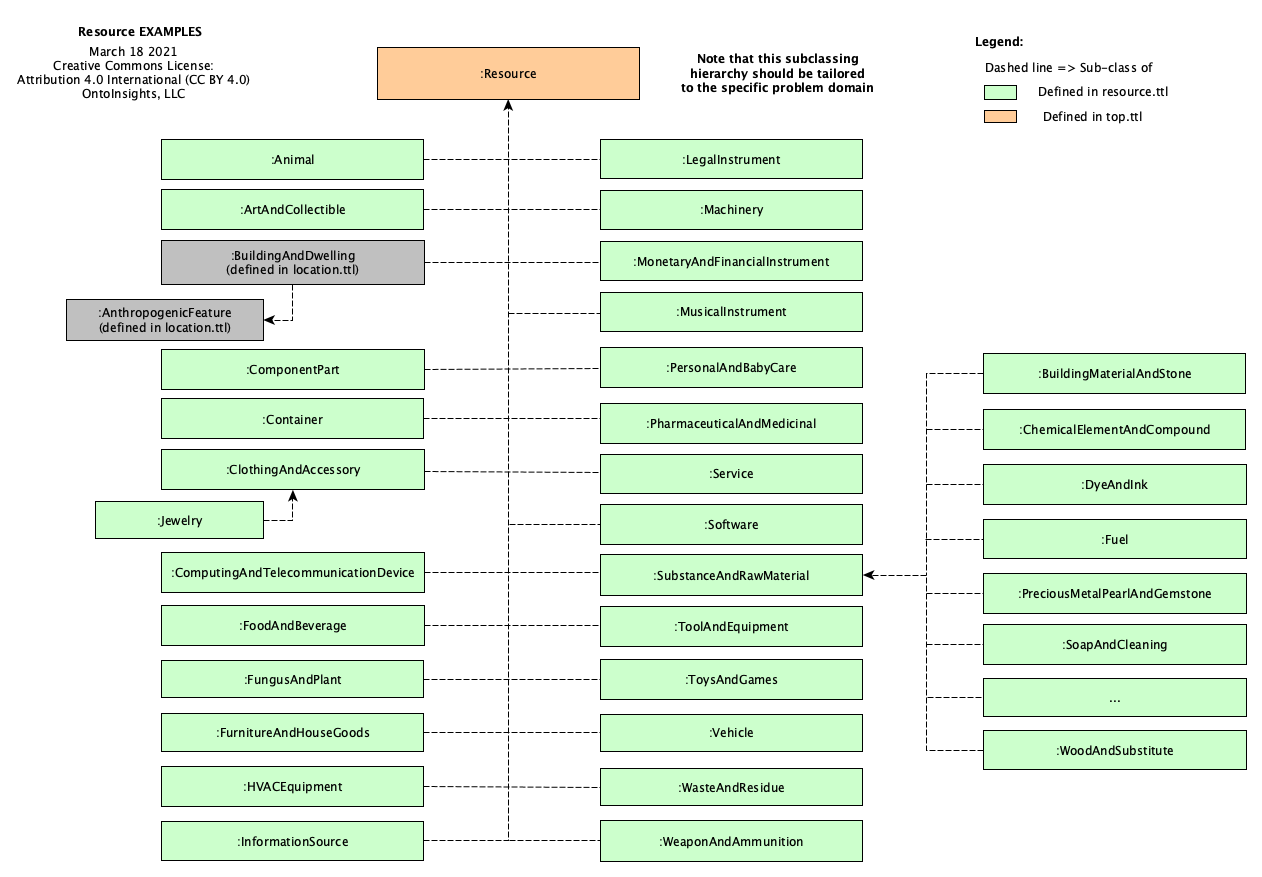 Resource EXAMPLES
March 18 2021
Creative Commons License:
Attribution 4.0 International (CC BY 4.0)
OntoInsights, LLC
:Resource
Note that this subclassing
hierarchy should be tailored
to the specific problem domain
Legend:
Dashed line => Sub-class of
Defined in resource.ttl
Defined in top.ttl
:Animal
:ArtAndCollectible
:BuildingAndDwelling
(defined in location.ttl)
:AnthropogenicFeature
(defined in location.ttl)
:ComponentPart
:Container
:ClothingAndAccessory
:Jewelry
:ComputingAndTelecommunicationDevice
:FoodAndBeverage
:FungusAndPlant
:FurnitureAndHouseGoods
:HVACEquipment
:InformationSource
:LegalInstrument
:Machinery
:MonetaryAndFinancialInstrument
:MusicalInstrument
:PersonalAndBabyCare
:PharmaceuticalAndMedicinal
:Service
:Software
:SubstanceAndRawMaterial
:ToolAndEquipment
:ToysAndGames
:Vehicle
:WasteAndResidue
:WeaponAndAmmunition
:BuildingMaterialAndStone
:ChemicalElementAndCompound
:DyeAndInk
:Fuel
:PreciousMetalPearlAndGemstone
:SoapAndCleaning
...
:WoodAndSubstitute